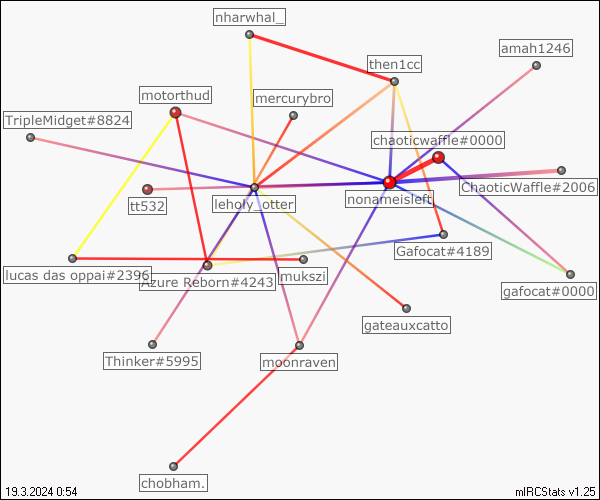 nharwhal_
amah1246
then1cc
motorthud
mercurybro
TripleMidget#8824
chaoticwaffle#0000
ChaoticWaffle#2006
tt532
leholy_otter
nonameisleft
Gafocat#4189
lucas das oppai#2396
Azure Reborn#4243
mukszi
gafocat#0000
gateauxcatto
Thinker#5995
moonraven
chobham.
19.3.2024 0:54
mIRCStats v1.25